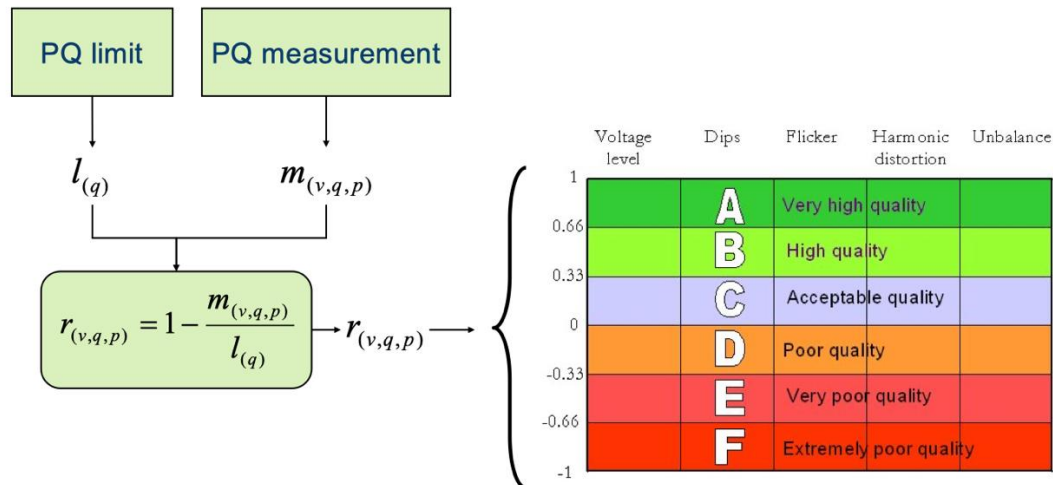 PQ limit
PQ measurement
l(q)
m(v,q,p)
r(v,q,p) = 1 − m(v,q,p) / l(q)
r(v,q,p)
Voltage level
Dips
Flicker
Harmonic distortion
Unbalance
1
A Very high quality
0.66
B High quality
0.33
C Acceptable quality
0
D Poor quality
-0.33
E Very poor quality
-0.66
F Extremely poor quality
-1